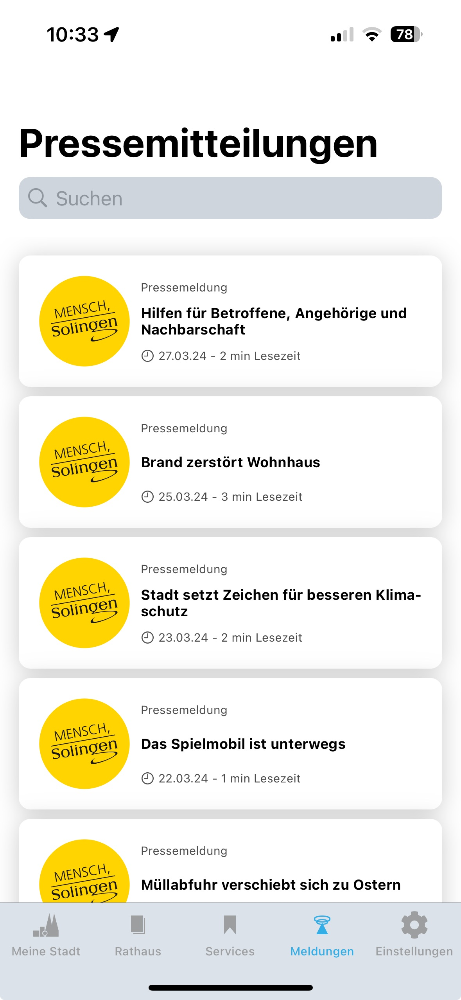 10:33
78
Pressemitteilungen
Suchen
Pressemeldung
MENSCH,
Solingen
Hilfen für Betroffene, Angehörige und
Nachbarschaft
27.03.24 - 2 min Lesezeit
Pressemeldung
MENSCH,
Solingen
Brand zerstört Wohnhaus
25.03.24 - 3 min Lesezeit
Pressemeldung
MENSCH,
Solingen
Stadt setzt Zeichen für besseren Klima-
schutz
23.03.24 - 2 min Lesezeit
Pressemeldung
MENSCH,
Solingen
Das Spielmobil ist unterwegs
22.03.24 - 1 min Lesezeit
Pressemeldung
MENSCH,
Solingen
Müllabfuhr verschiebt sich zu Ostern
Meine Stadt
Rathaus
Services
Meldungen
Einstellungen